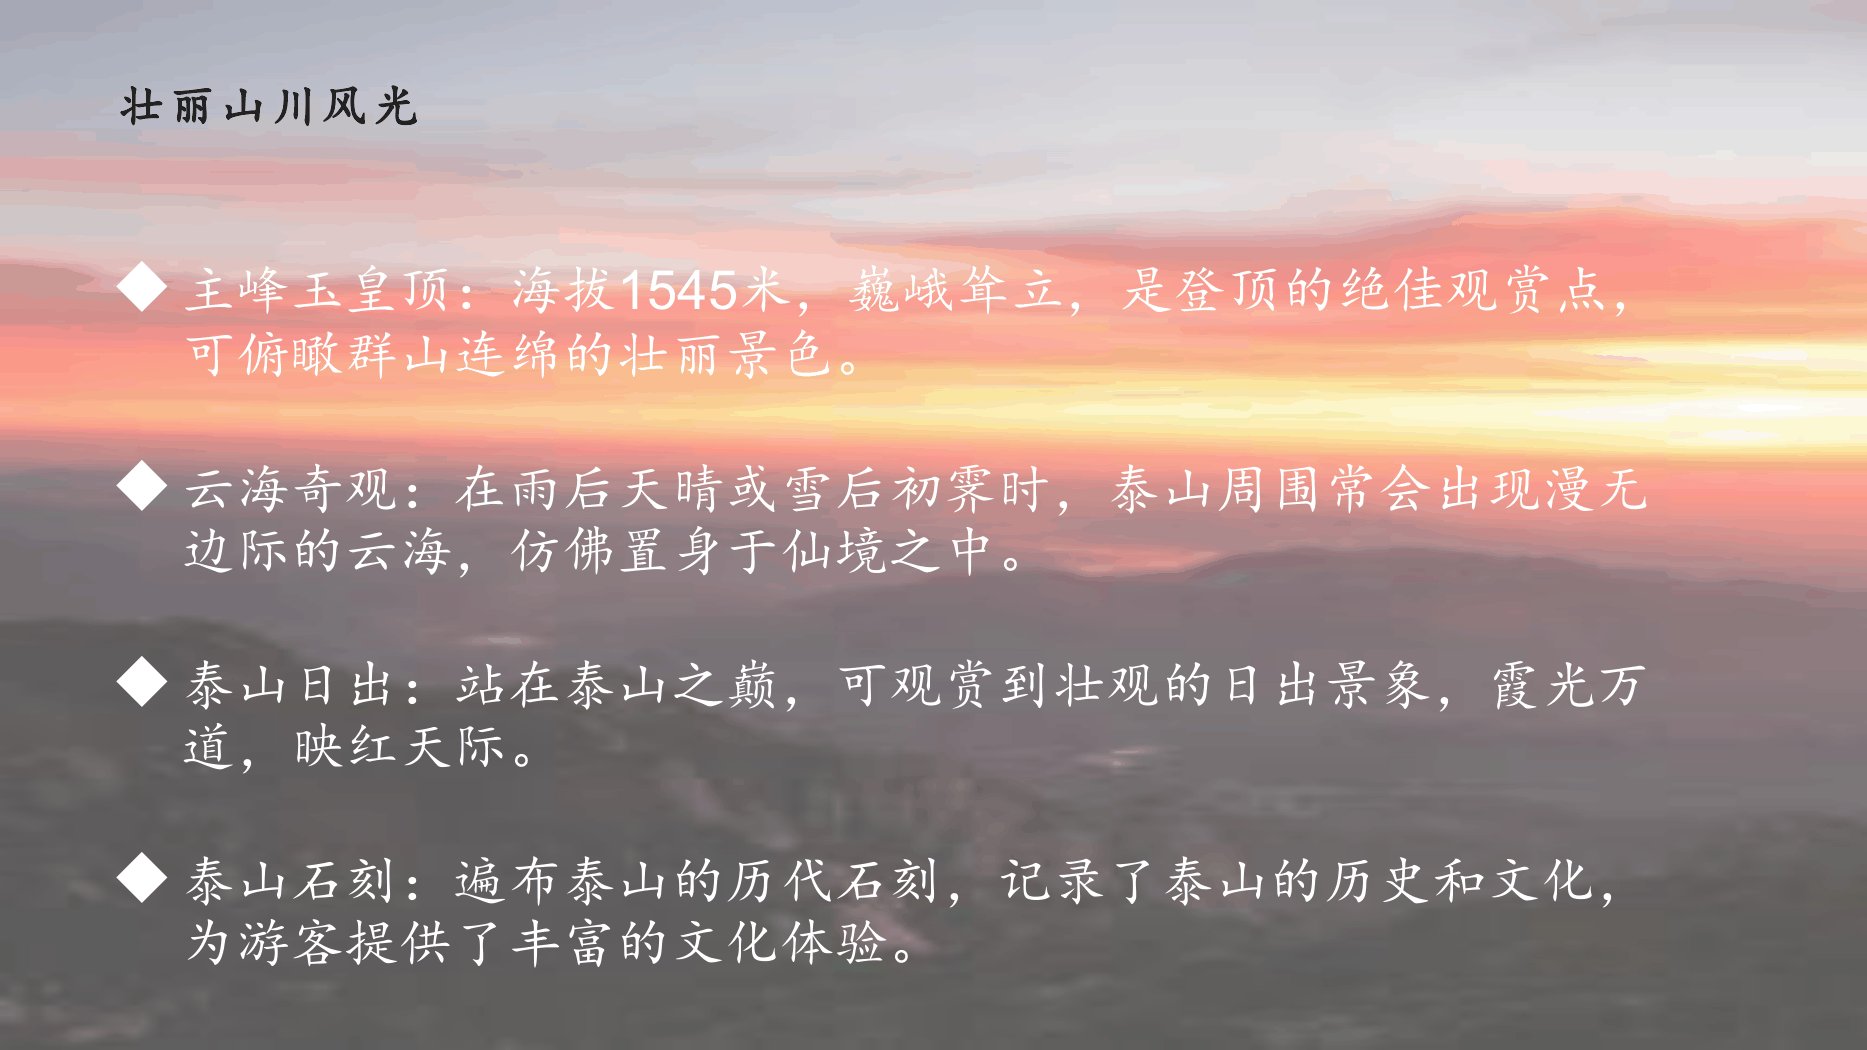 壮丽山川风光
◆ 主峰玉皇顶：海拔1545米，巍峨耸立，是登顶的绝佳观赏点，
可俯瞰群山连绵的壮丽景色。
◆ 云海奇观：在雨后天晴或雪后初霁时，泰山周围常会出现漫无
边际的云海，仿佛置身于仙境之中。
◆ 泰山日出：站在泰山之巅，可观赏到壮观的日出景象，霞光万
道，映红天际。
◆ 泰山石刻：遍布泰山的历代石刻，记录了泰山的历史和文化，
为游客提供了丰富的文化体验。